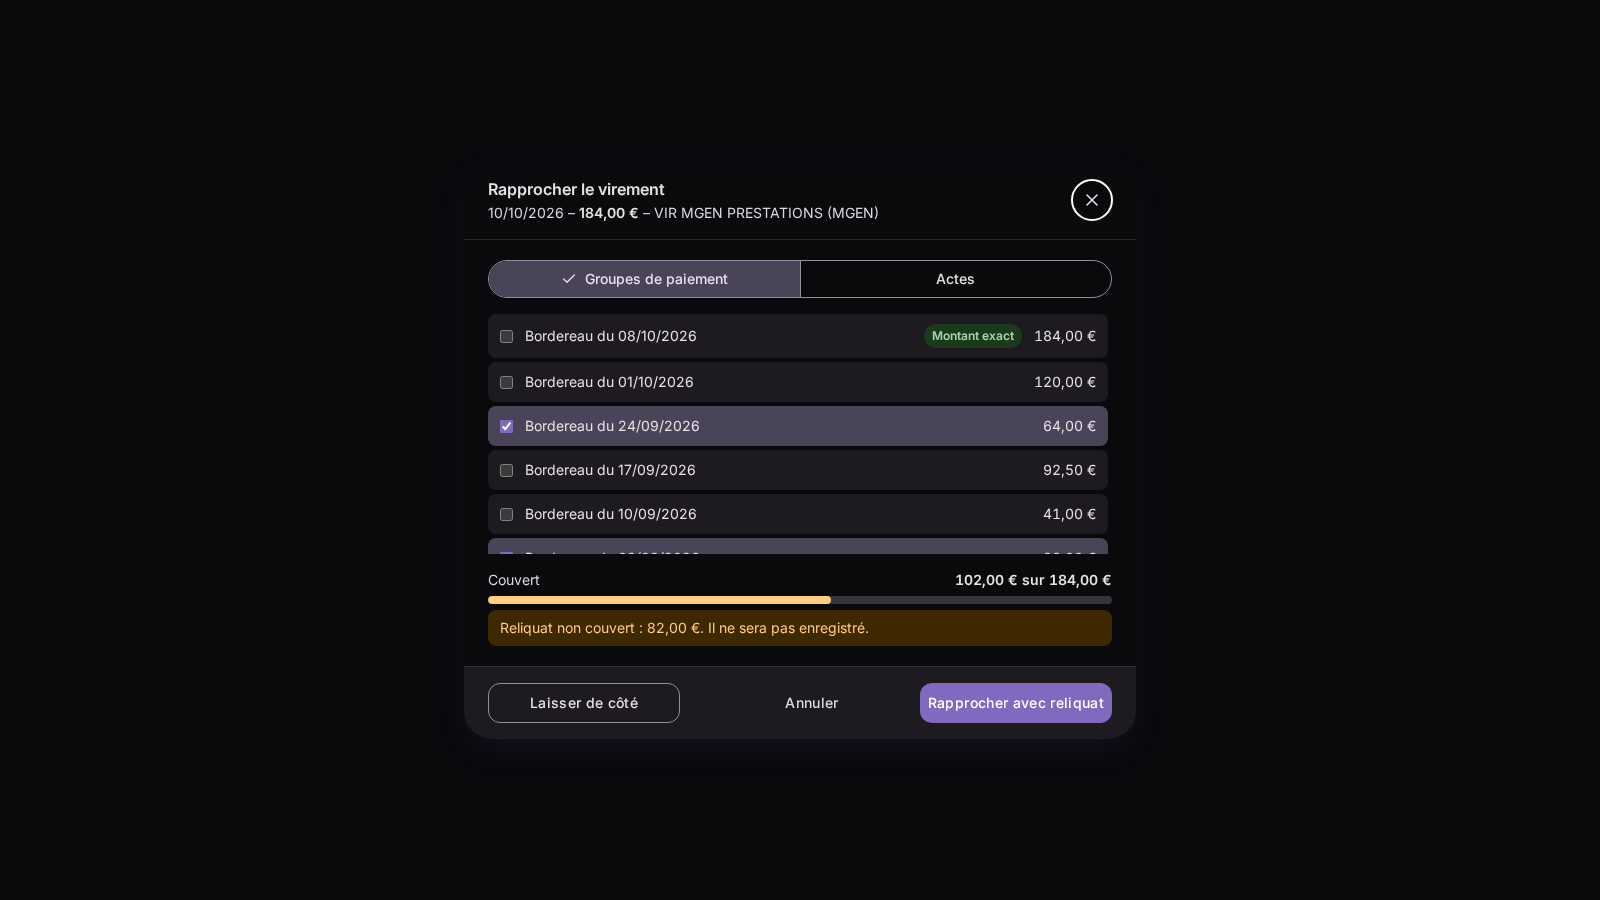 Rapprocher le virement
10/10/2026 – 184,00 € – VIR MGEN PRESTATIONS (MGEN)
Groupes de paiement
Actes
Bordereau du 08/10/2026 Montant exact 184,00 €
Bordereau du 01/10/2026 120,00 €
Bordereau du 24/09/2026 64,00 €
Bordereau du 17/09/2026 92,50 €
Bordereau du 10/09/2026 41,00 €
Couvert 102,00 € sur 184,00 €
Reliquat non couvert : 82,00 €. Il ne sera pas enregistré.
Laisser de côté
Annuler
Rapprocher avec reliquat